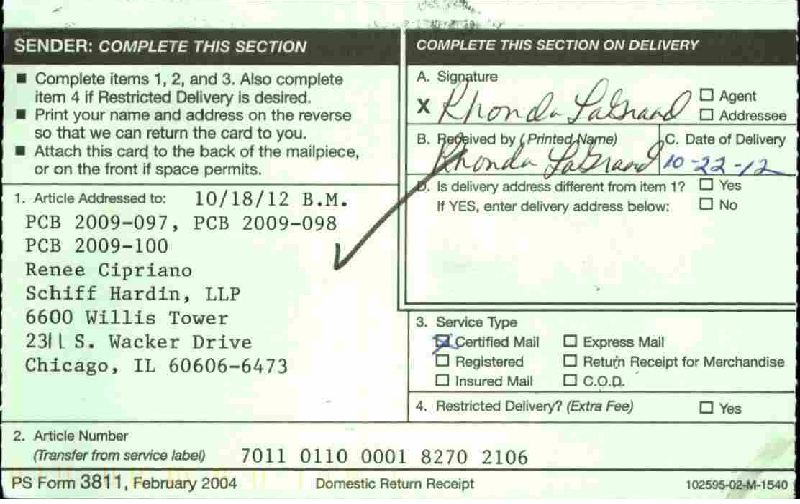 SENDER: COMPLETE THIS SECTION
■ Complete items 1, 2, and 3. Also complete
item 4 if Restricted Delivery is desired.
■ Print your name and address on the reverse
so that we can return the card to you.
■ Attach this card to the back of the mailpiece,
or on the front if space permits.
1. Article Addressed to: 10/18/12 B.M.
PCB 2009-097, PCB 2009-098
PCB 2009-100
Renee Cipriano
Schiff Hardin, LLP
6600 Willis Tower
23 S. Wacker Drive
Chicago, IL 60606-6473
2. Article Number
(Transfer from service label) 7011 0110 0001 8270 2106
PS Form 3811, February 2004 Domestic Return Receipt 102595-02-M-1540
COMPLETE THIS SECTION ON DELIVERY
A. Signature
X Rhonda LaGrand ☐ Agent
☐ Addressee
B. Received by (Printed Name) C. Date of Delivery
Rhonda LaGrand 10-22-12
D. Is delivery address different from item 1? ☐ Yes
If YES, enter delivery address below: ☐ No
3. Service Type
☑ Certified Mail ☐ Express Mail
☐ Registered ☐ Return Receipt for Merchandise
☐ Insured Mail ☐ C.O.D.
4. Restricted Delivery? (Extra Fee) ☐ Yes